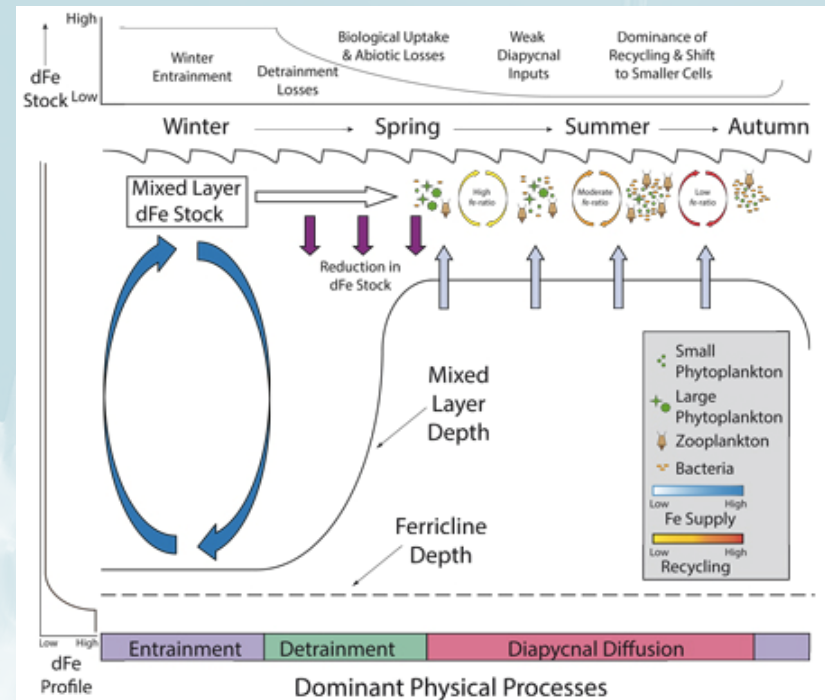 High
dFe
Stock
Low
Winter
Entrainment
Detrainment
Losses
Biological Uptake
& Abiotic Losses
Weak
Diapycnal
Inputs
Dominance of
Recycling & Shift
to Smaller Cells
Winter
Spring
Summer
Autumn
Mixed Layer
dFe Stock
High
fe-ratio
Moderate
fe-ratio
Low
fe-ratio
Reduction in
dFe Stock
Mixed
Layer
Depth
Ferricline
Depth
Small
Phytoplankton
Large
Phytoplankton
Zooplankton
Bacteria
Low High
Fe Supply
Low High
Recycling
Low High
dFe
Profile
Entrainment
Detrainment
Diapycnal Diffusion
Dominant Physical Processes